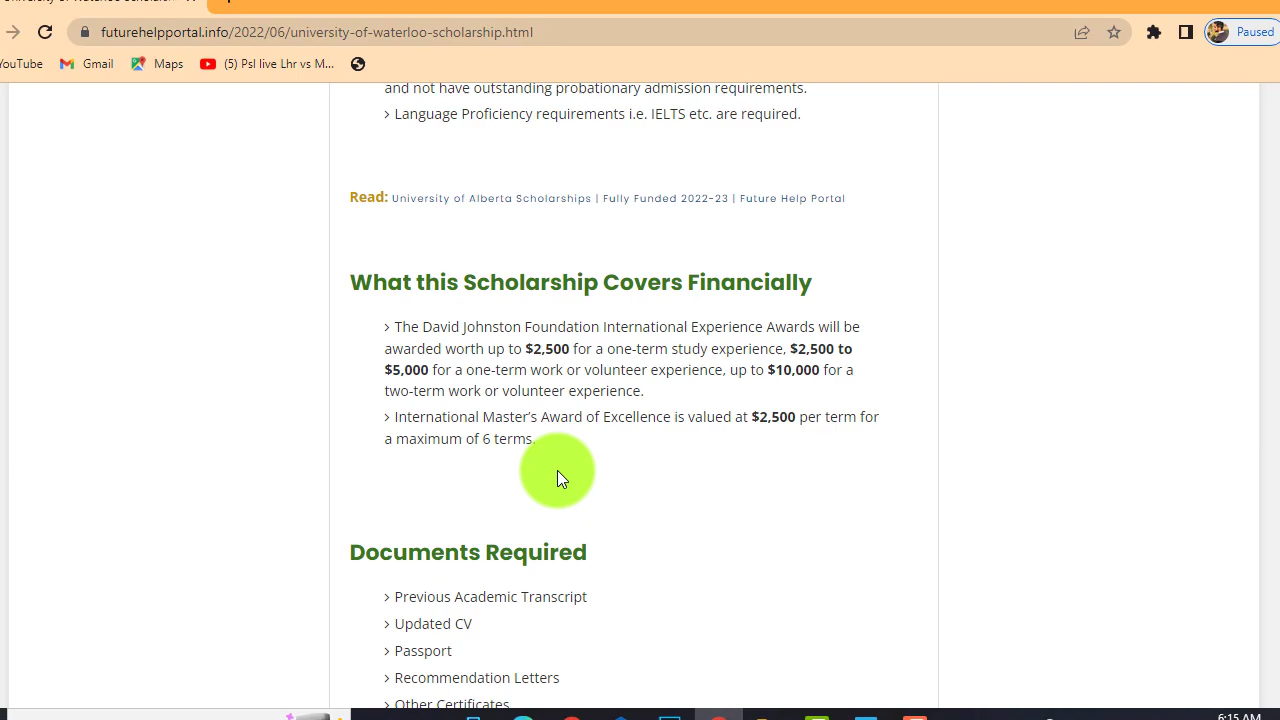 futurehelpportal.info/2022/06/university-of-waterloo-schtolarship.html
Paused
YouTube
Gmail
Maps
(5) Psl live Lhr vs M...
and not have outstanding probationary admission requirements.
Language Proficiency requirements i.e. IELTS etc. are required.
Read: University of Alberta Scholarships | Fully Funded 2022-23 | Future Help Portal
What this Scholarship Covers Financially
The David Johnston Foundation International Experience Awards will be
awarded worth up to $2,500 for a one-term study experience, $2,500 to
$5,000 for a one-term work or volunteer experience, up to $10,000 for a
two-term work or volunteer experience.
International Master’s Award of Excellence is valued at $2,500 per term for
a maximum of 6 terms.
Documents Required
Previous Academic Transcript
Updated CV
Passport
Recommendation Letters
Other Certificates
6:15 AM